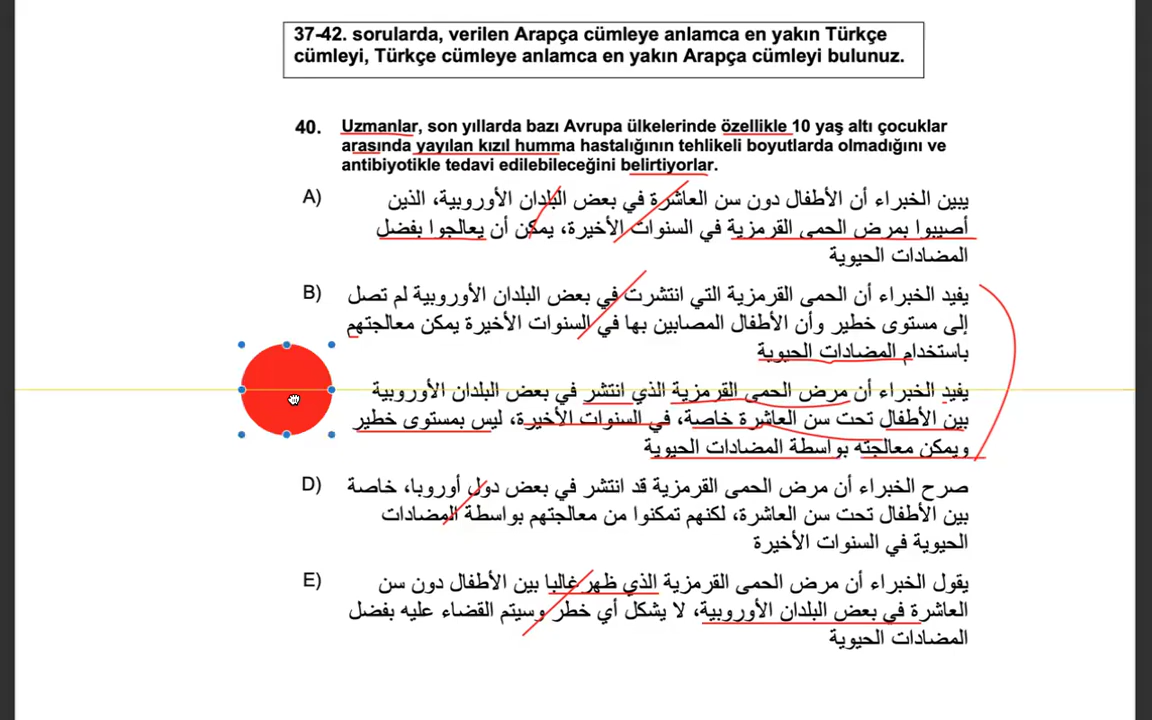 37-42. sorularda, verilen Arapça cümleye anlamca en yakın Türkçe
cümleyi, Türkçe cümleye anlamca en yakın Arapça cümleyi bulunuz.
40. Uzmanlar, son yıllarda bazı Avrupa ülkelerinde özellikle 10 yaş altı çocuklar
arasında yayılan kızıl humma hastalığının tehlikeli boyutlarda olmadığını ve
antibiyotikle tedavi edilebileceğini belirtiyorlar.
A) يبين الخبراء أن الأطفال دون سن العاشرة في بعض البلدان الأوروبية، الذين
أصيبوا بمرض الحمى القرمزية في السنوات الأخيرة، يمكن أن يعالجوا بفضل
المضادات الحيوية
B) يفيد الخبراء أن الحمى القرمزية التي انتشرت في بعض البلدان الأوروبية لم تصل
إلى مستوى خطير وأن الأطفال المصابين بها في السنوات الأخيرة يمكن معالجتهم
باستخدام المضادات الحيوية
يفيد الخبراء أن مرض الحمى القرمزية الذي انتشر في بعض البلدان الأوروبية
بين الأطفال تحت سن العاشرة خاصة، في السنوات الأخيرة، ليس بمستوى خطير
ويمكن معالجته بواسطة المضادات الحيوية
D) صرح الخبراء أن مرض الحمى القرمزية قد انتشر في بعض دول أوروبا، خاصة
بين الأطفال تحت سن العاشرة، لكنهم تمكنوا من معالجتهم بواسطة المضادات
الحيوية في السنوات الأخيرة
E) يقول الخبراء أن مرض الحمى القرمزية الذي ظهر غالبا بين الأطفال دون سن
العاشرة في بعض البلدان الأوروبية، لا يشكل أي خطر وسيتم القضاء عليه بفضل
المضادات الحيوية